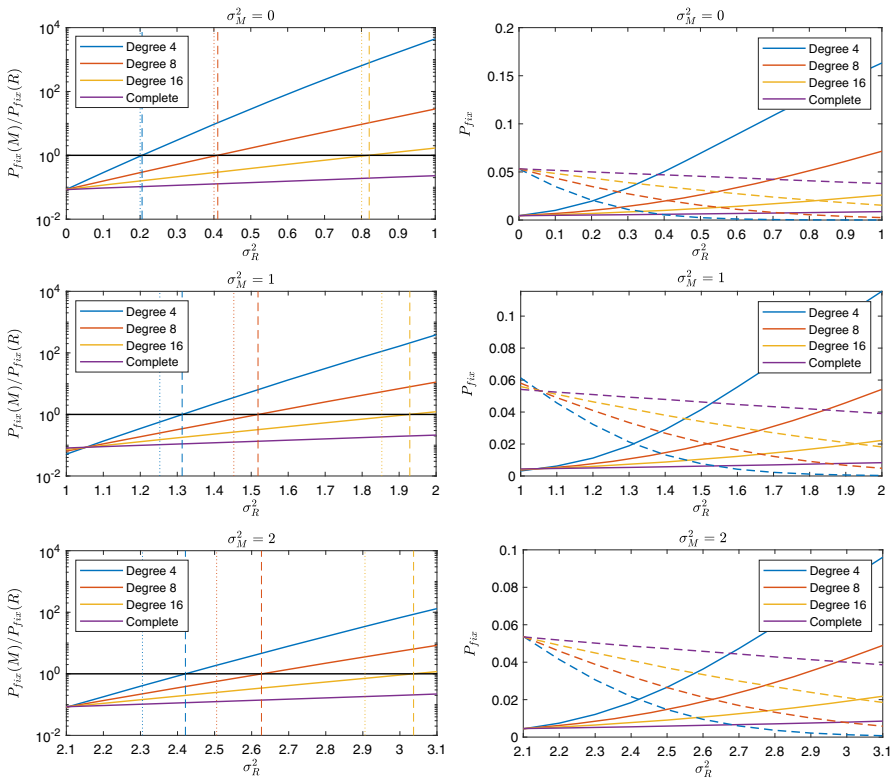 σ²_M = 0
10⁴
10²
10⁰
10⁻²
P_fix(M)/P_fix(R)
Degree 4
Degree 8
Degree 16
Complete
0 0.1 0.2 0.3 0.4 0.5 0.6 0.7 0.8 0.9 1
σ²_R
σ²_M = 0
0.2
0.15
0.1
0.05
0
P_fix
Degree 4
Degree 8
Degree 16
Complete
0 0.1 0.2 0.3 0.4 0.5 0.6 0.7 0.8 0.9 1
σ²_R
σ²_M = 1
10⁴
10²
10⁰
10⁻²
P_fix(M)/P_fix(R)
Degree 4
Degree 8
Degree 16
Complete
1 1.1 1.2 1.3 1.4 1.5 1.6 1.7 1.8 1.9 2
σ²_R
σ²_M = 1
0.1
0.08
0.06
0.04
0.02
0
P_fix
Degree 4
Degree 8
Degree 16
Complete
1 1.1 1.2 1.3 1.4 1.5 1.6 1.7 1.8 1.9 2
σ²_R
σ²_M = 2
10⁴
10²
10⁰
10⁻²
P_fix(M)/P_fix(R)
Degree 4
Degree 8
Degree 16
Complete
2.1 2.2 2.3 2.4 2.5 2.6 2.7 2.8 2.9 3 3.1
σ²_R
σ²_M = 2
0.1
0.08
0.06
0.04
0.02
0
P_fix
Degree 4
Degree 8
Degree 16
Complete
2.1 2.2 2.3 2.4 2.5 2.6 2.7 2.8 2.9 3 3.1
σ²_R